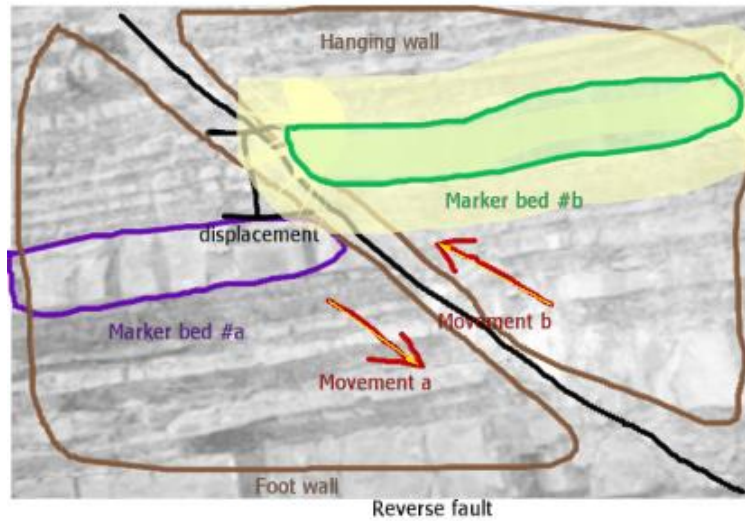 Hanging wall
Marker bed #b
displacement
Movement b
Marker bed #a
Movement a
Foot wall
Reverse fault